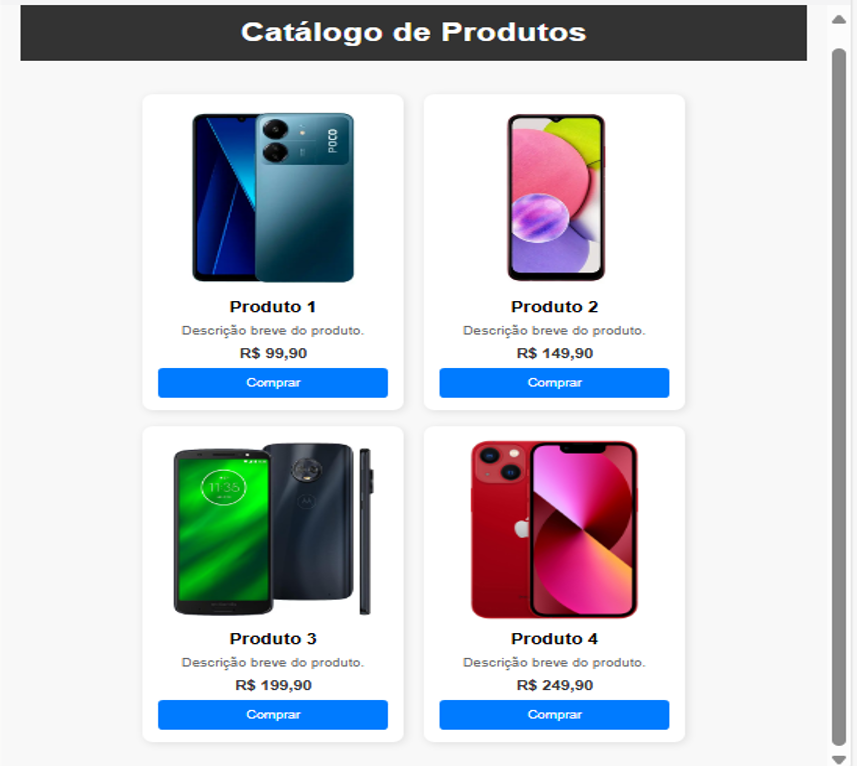 Catálogo de Produtos
POCO
Produto 1
Descrição breve do produto.
R$ 99,90
Comprar
Produto 2
Descrição breve do produto.
R$ 149,90
Comprar
11:35
Produto 3
Descrição breve do produto.
R$ 199,90
Comprar
Produto 4
Descrição breve do produto.
R$ 249,90
Comprar